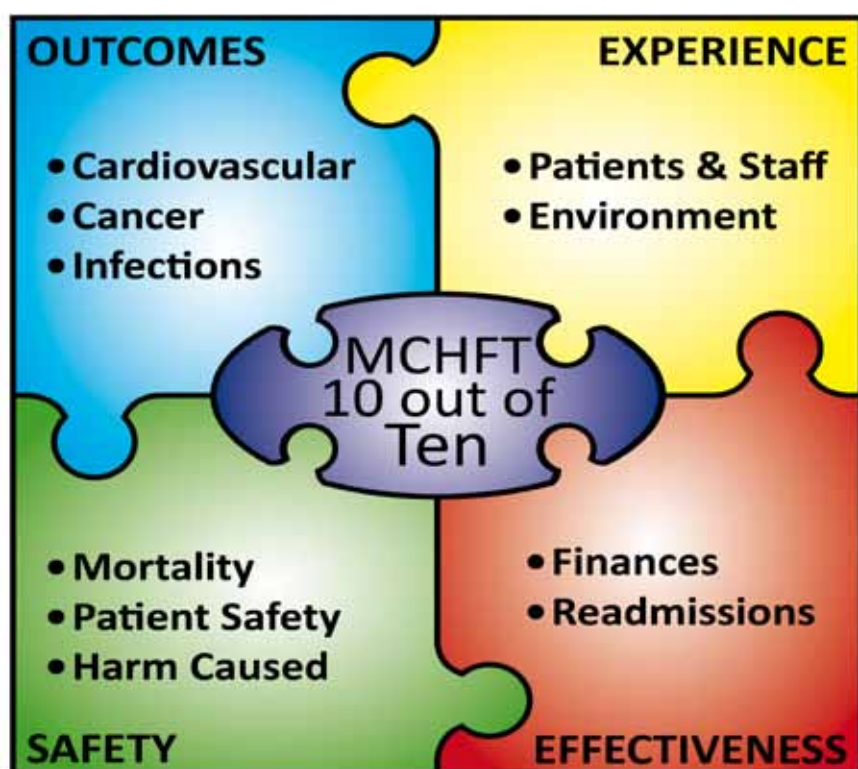 OUTCOMES
• Cardiovascular
• Cancer
• Infections
EXPERIENCE
• Patients & Staff
• Environment
MCHFT
10 out of
Ten
• Mortality
• Patient Safety
• Harm Caused
SAFETY
• Finances
• Readmissions
EFFECTIVENESS